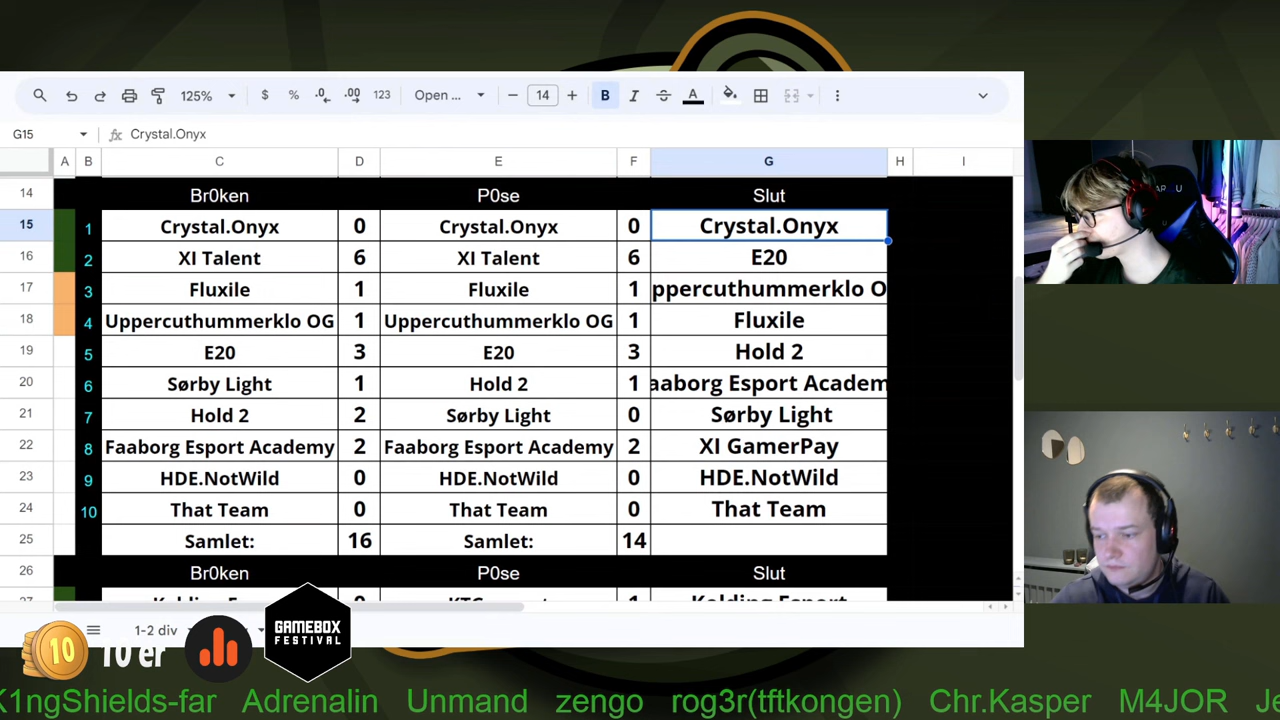 125% $ % .0 .00 123 Open ... 14 B I A
G15 fx Crystal.Onyx
A B C D E F G H I
14 Br0ken P0se Slut
15 1 Crystal.Onyx 0 Crystal.Onyx 0 Crystal.Onyx
16 2 XI Talent 6 XI Talent 6 E20
17 3 Fluxile 1 Fluxile 1 ppercuthummerklo O
18 4 Uppercuthummerklo OG 1 Uppercuthummerklo OG 1 Fluxile
19 5 E20 3 E20 3 Hold 2
20 6 Sørby Light 1 Hold 2 1 aaborg Esport Academ
21 7 Hold 2 2 Sørby Light 0 Sørby Light
22 8 Faaborg Esport Academy 2 Faaborg Esport Academy 2 XI GamerPay
23 9 HDE.NotWild 0 HDE.NotWild 0 HDE.NotWild
24 10 That Team 0 That Team 0 That Team
25 Samlet: 16 Samlet: 14
26 Br0ken P0se Slut
1-2 div
10 10 er
GAMEBOX
FESTIVAL
K1ngShields-far Adrenalin Unmand zengo rog3r(tftkongen) Chr.Kasper M4JOR Je